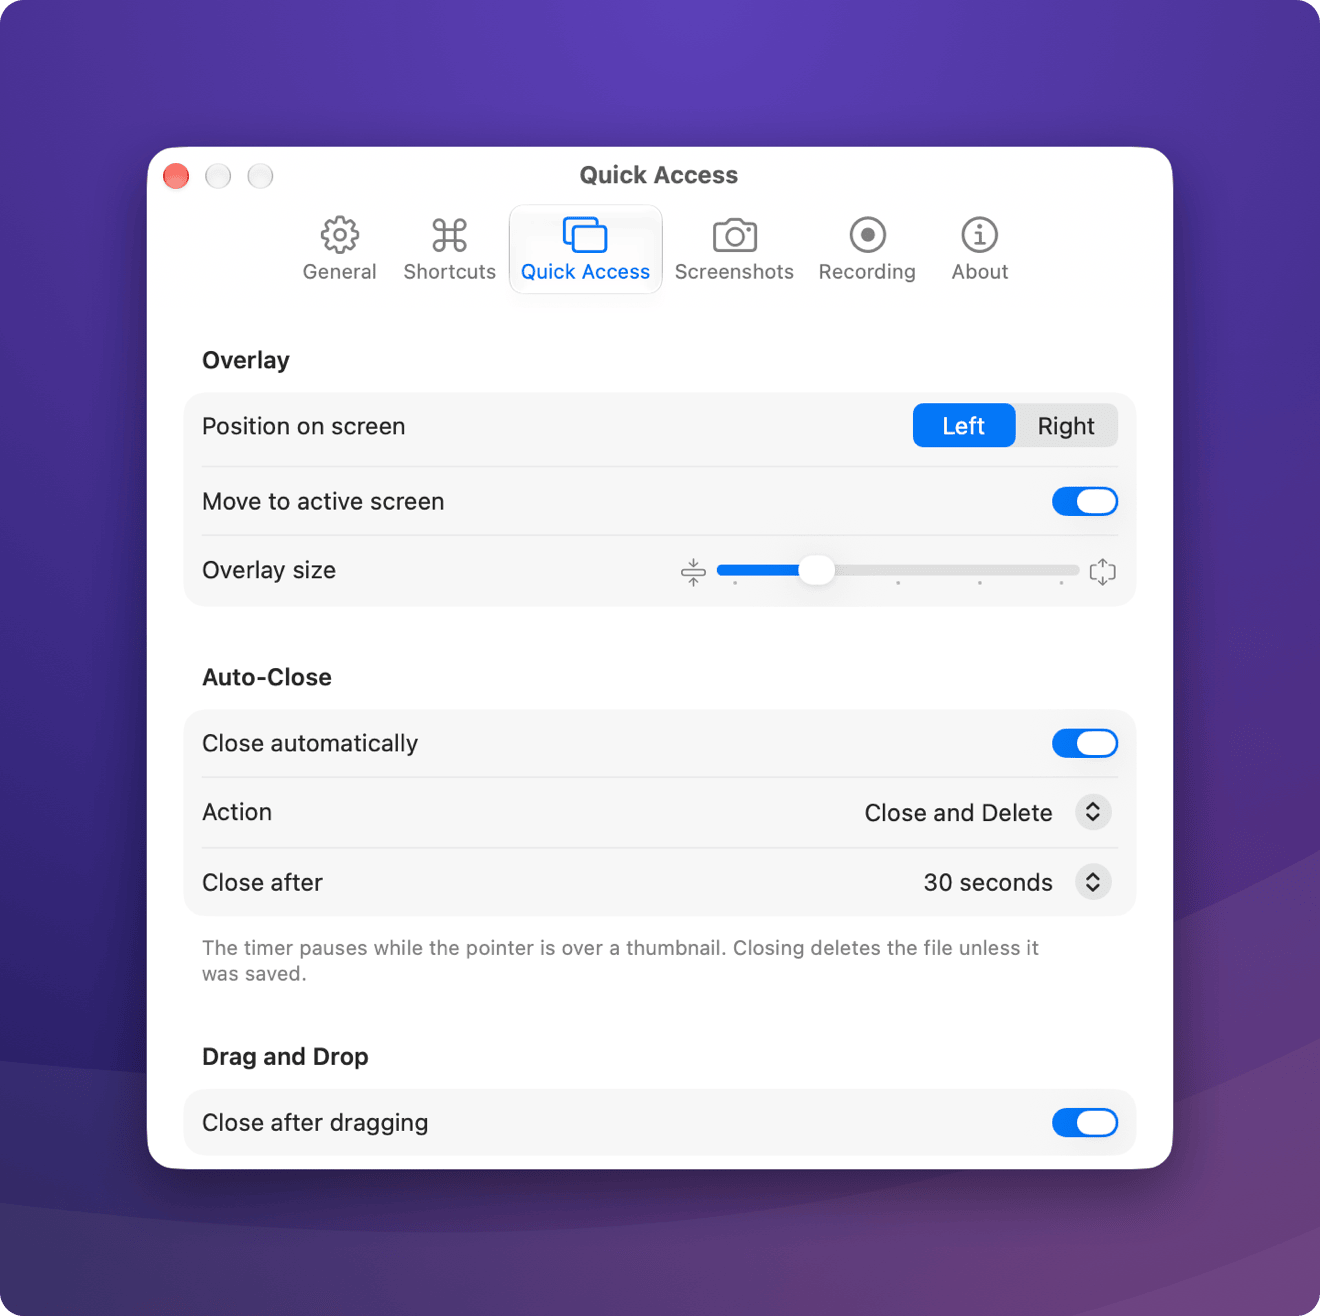 Quick Access
General
Shortcuts
Quick Access
Screenshots
Recording
About
Overlay
Position on screen
Left
Right
Move to active screen
Overlay size
Auto-Close
Close automatically
Action
Close and Delete
Close after
30 seconds
The timer pauses while the pointer is over a thumbnail. Closing deletes the file unless it
was saved.
Drag and Drop
Close after dragging